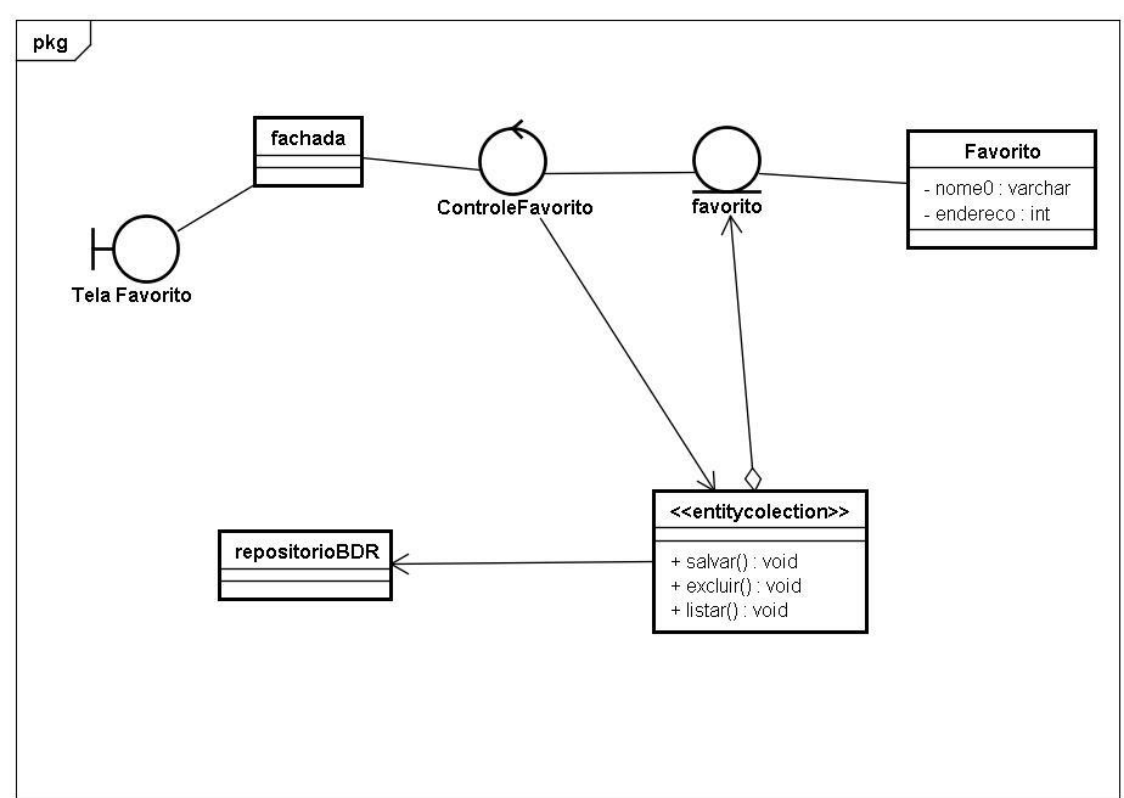 pkg
fachada
ControleFavorito
favorito
Favorito
- nome0 : varchar
- endereco : int
Tela Favorito
repositorioBDR
<<entitycolection>>
+ salvar() : void
+ excluir() : void
+ listar() : void